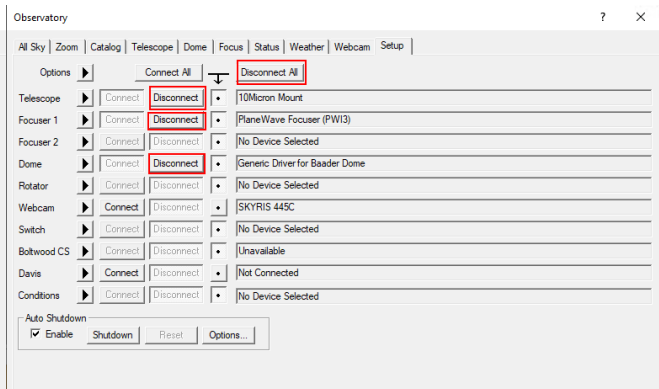 Observatory ? ×
All Sky Zoom Catalog Telescope Dome Focus Status Weather Webcam Setup
Options Connect All Disconnect All
Telescope Connect Disconnect 10Micron Mount
Focuser 1 Connect Disconnect PlaneWave Focuser (PWI3)
Focuser 2 Connect Disconnect No Device Selected
Dome Connect Disconnect Generic Driver for Baader Dome
Rotator Connect Disconnect No Device Selected
Webcam Connect Disconnect SKYRIS 445C
Switch Connect Disconnect No Device Selected
Boltwood CS Connect Disconnect Unavailable
Davis Connect Disconnect Not Connected
Conditions Connect Disconnect No Device Selected
Auto Shutdown
Enable Shutdown Reset Options...